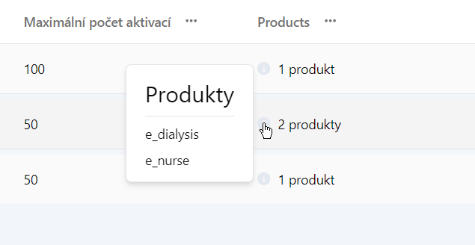 Maximální počet aktivací ··· Products ···
100 1 produkt
Produkty
50 2 produkty
e_dialysis
e_nurse
50 1 produkt